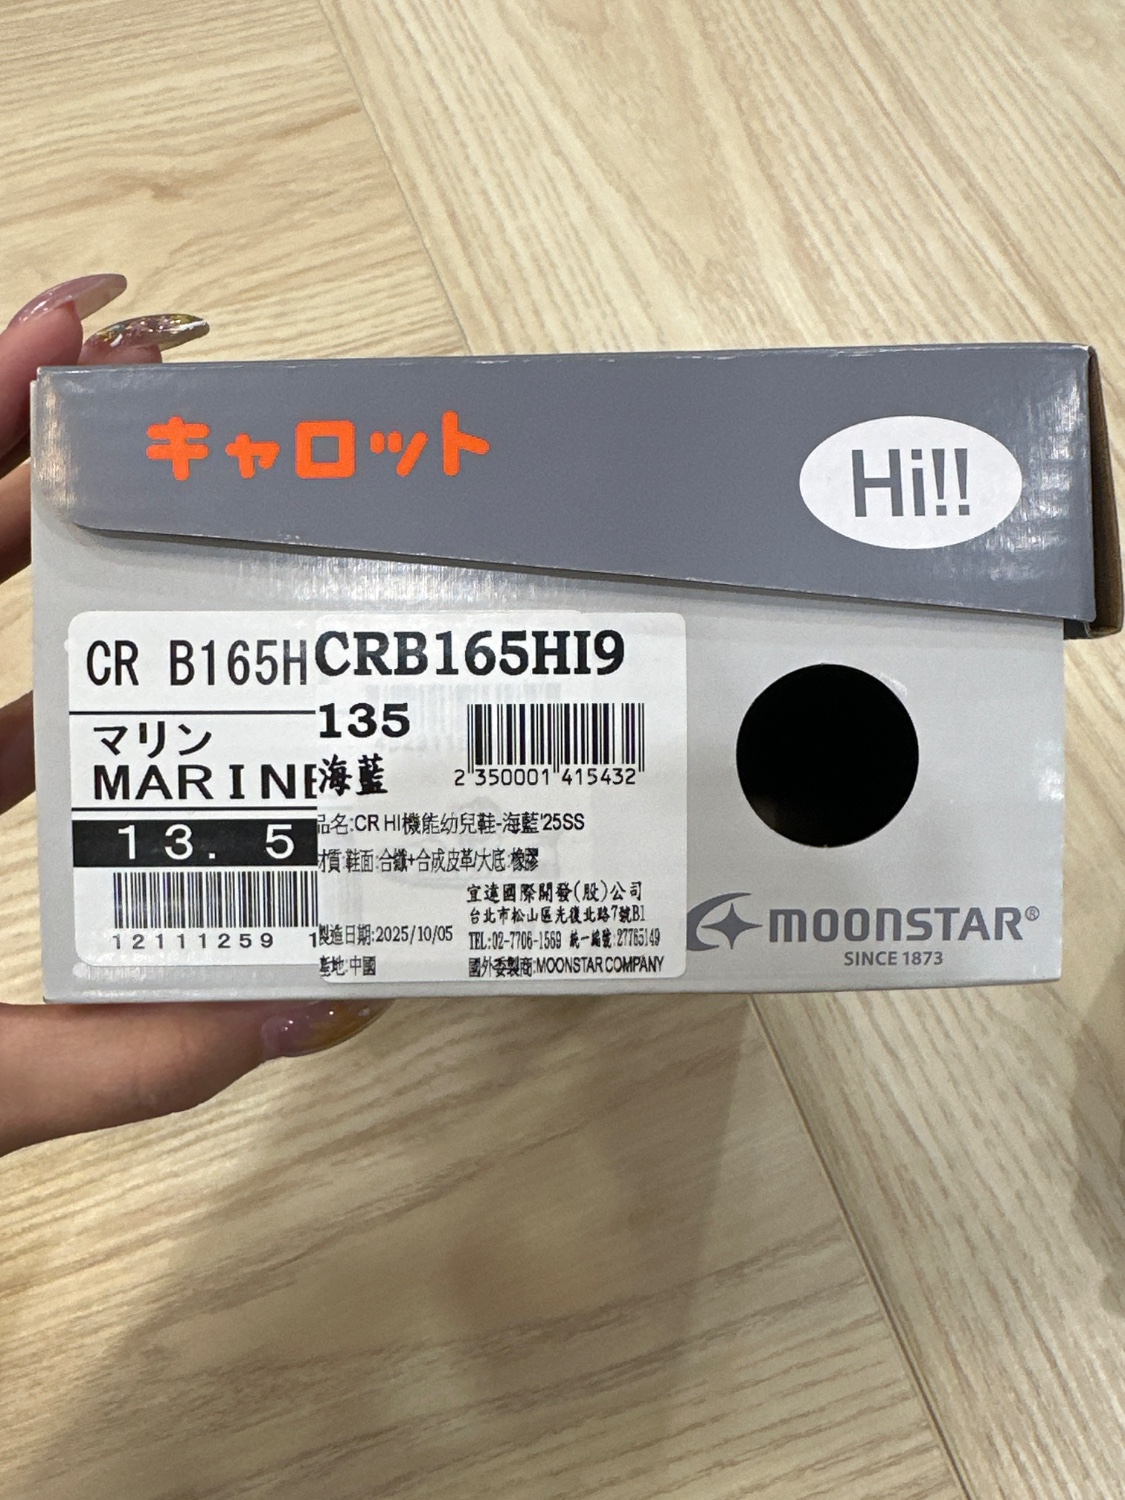 キャロット
Hi!!
CR B165H
マリン
MARINE
13.5
12111259 1
CRB165HI9
135
海藍
2 350001 415432
品名:CR HI機能幼兒鞋-海藍'25SS
材質:鞋面:合纖+合成皮革/大底:橡膠
宜達國際開發(股)公司
台北市松山區光復北路7號B1
製造日期:2025/10/05
TEL:02-7706-1569 統一編號:27765149
產地:中國
國外委製商:MOONSTAR COMPANY
MOONSTAR®
SINCE 1873